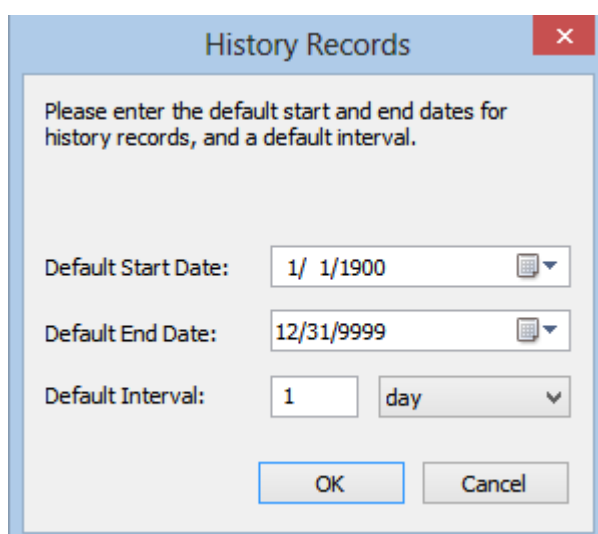 History Records
Please enter the default start and end dates for
history records, and a default interval.
Default Start Date: 1/ 1/1900
Default End Date: 12/31/9999
Default Interval: 1 day
OK Cancel